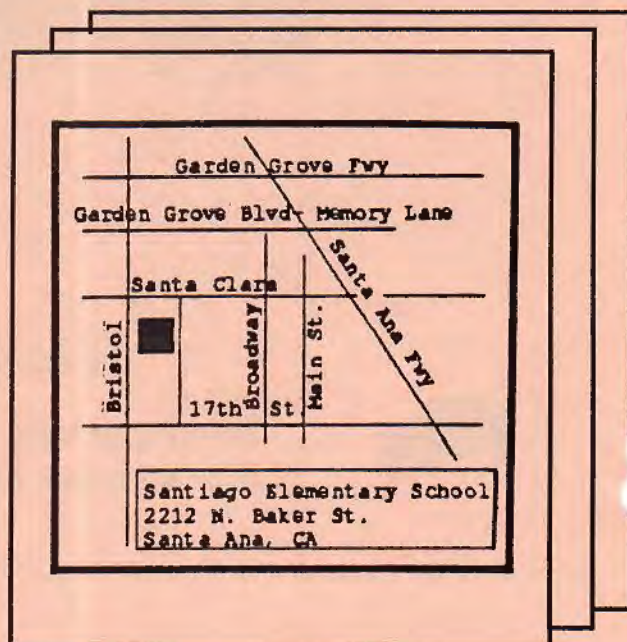 Garden Grove Fwy
Garden Grove Blvd- Memory Lane
Santa Clara
Santa Ana Fwy
Bristol
Broadway
Main St.
17th St
Santiago Elementary School
2212 N. Baker St.
Santa Ana, CA